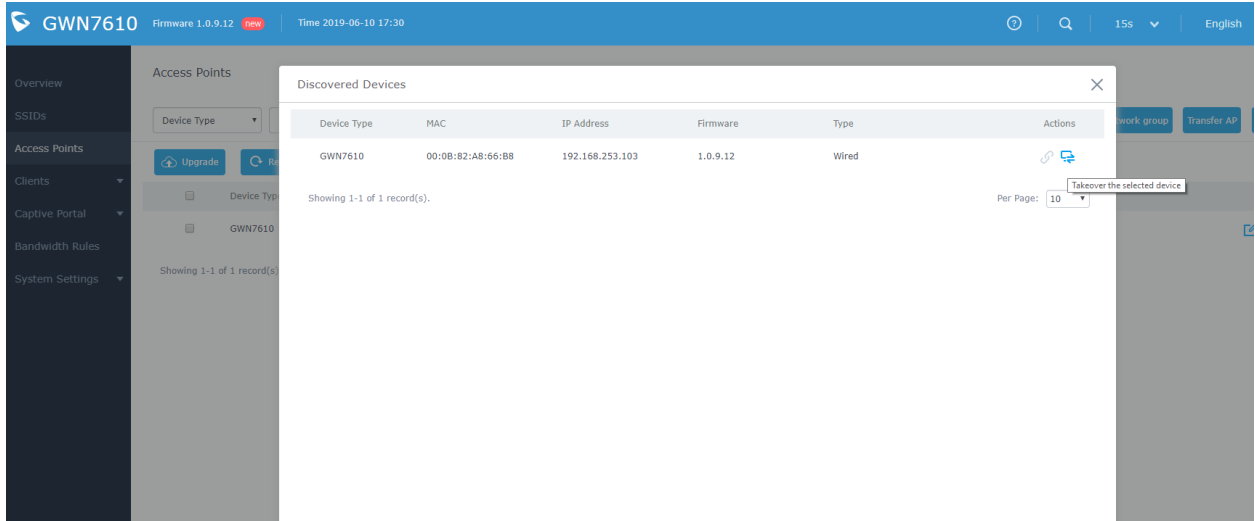 GWN7610 Firmware 1.0.9.12 new Time 2019-06-10 17:30 15s English
Overview
SSIDs
Access Points
Clients
Captive Portal
Bandwidth Rules
System Settings
Access Points
Device Type
Transfer AP
Upgrade
Device Typ
GWN7610
Showing 1-1 of 1 record(s)
Discovered Devices
Device Type MAC IP Address Firmware Type Actions
GWN7610 00:0B:82:A8:66:B8 192.168.253.103 1.0.9.12 Wired
Takeover the selected device
Showing 1-1 of 1 record(s). Per Page: 10